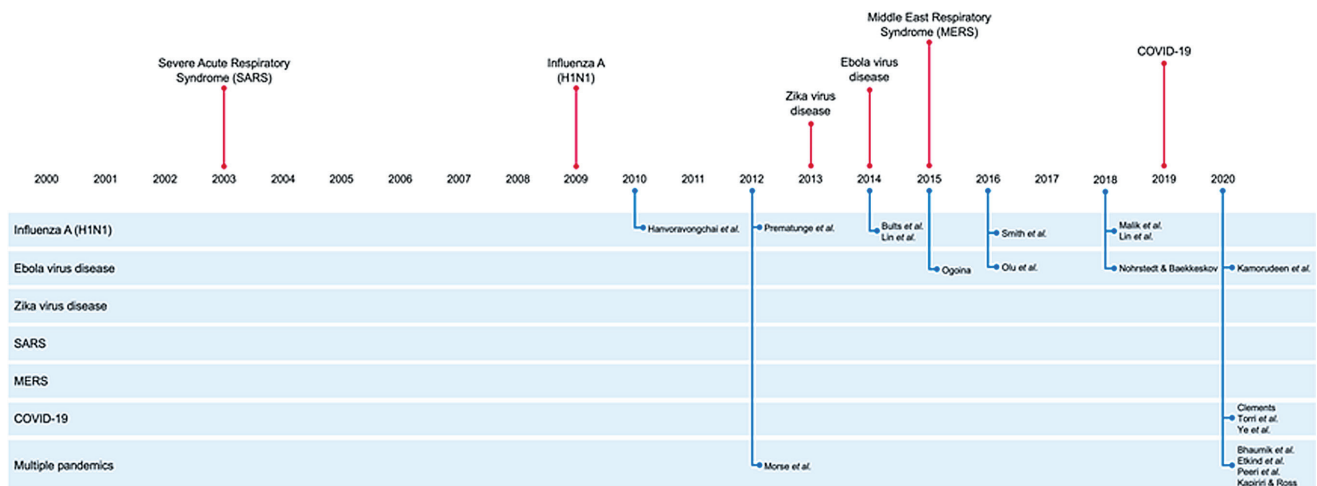 Middle East Respiratory
Syndrome (MERS)
COVID-19
Severe Acute Respiratory
Syndrome (SARS)
Influenza A
(H1N1)
Ebola virus
disease
Zika virus
disease
2000 2001 2002 2003 2004 2005 2006 2007 2008 2009 2010 2011 2012 2013 2014 2015 2016 2017 2018 2019 2020
Influenza A (H1N1)
Hanvoravongchai et al.
Prematunge et al.
Bults et al.
Lin et al.
Smith et al.
Malik et al.
Lin et al.
Ebola virus disease
Ogoina
Olu et al.
Nohrstedt & Baekkeskov
Kamorudeen et al.
Zika virus disease
SARS
MERS
COVID-19
Clements
Torri et al.
Ye et al.
Multiple pandemics
Morse et al.
Bhaumik et al.
Etkind et al.
Peeri et al.
Kapiriri & Ross